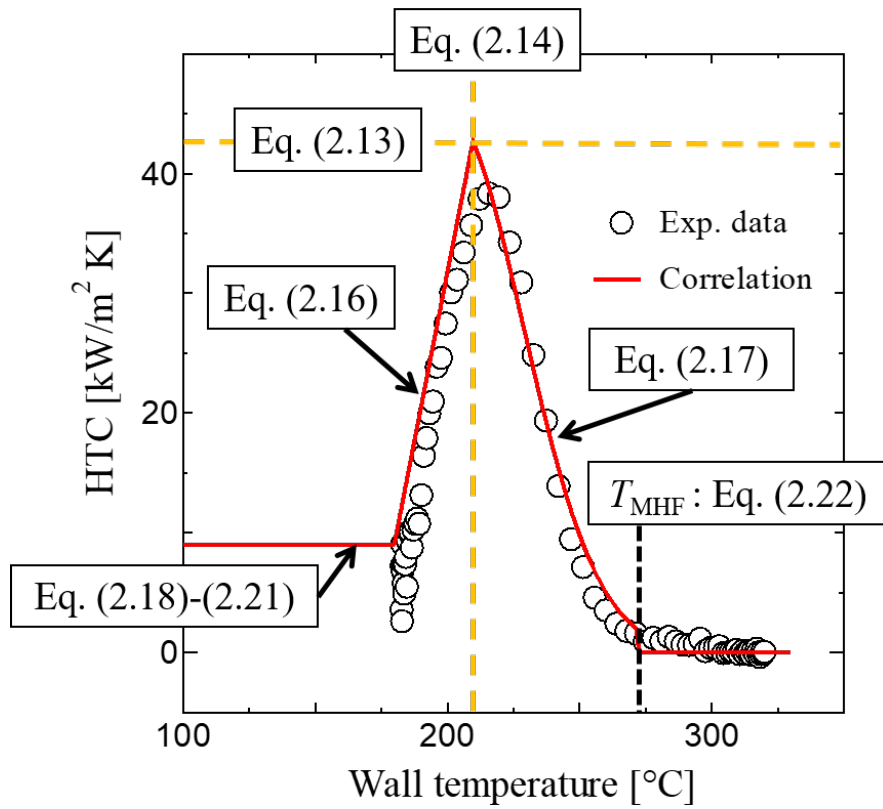 Eq. (2.14)
Eq. (2.13)
40
Exp. data
Correlation
Eq. (2.16)
Eq. (2.17)
HTC [kW/m² K]
20
T_MHF : Eq. (2.22)
Eq. (2.18)-(2.21)
0
100
200
300
Wall temperature [°C]